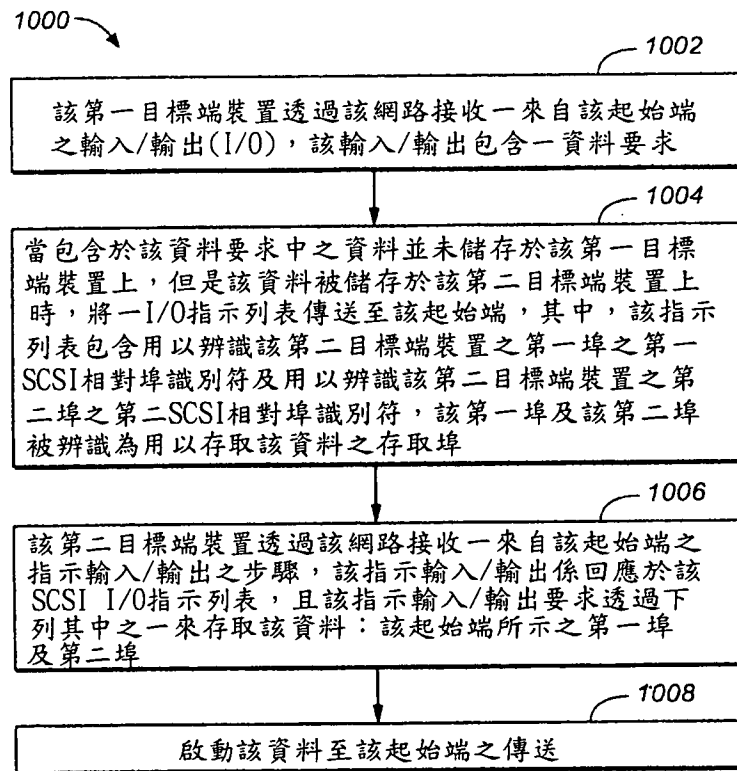 1000
1002
該第一目標端裝置透過該網路接收一來自該起始端
之輸入/輸出(I/O),該輸入/輸出包含一資料要求
1004
當包含於該資料要求中之資料並未儲存於該第一目標
端裝置上,但是該資料被儲存於該第二目標端裝置上
時,將一I/O指示列表傳送至該起始端,其中,該指示
列表包含用以辨識該第二目標端裝置之第一埠之第一
SCSI相對埠識別符及用以辨識該第二目標端裝置之第
二埠之第二SCSI相對埠識別符,該第一埠及該第二埠
被辨識為用以存取該資料之存取埠
1006
該第二目標端裝置透過該網路接收一來自該起始端之
指示輸入/輸出之步驟,該指示輸入/輸出係回應於該
SCSI I/O指示列表,且該指示輸入/輸出要求透過下
列其中之一來存取該資料:該起始端所示之第一埠
及第二埠
1008
啟動該資料至該起始端之傳送